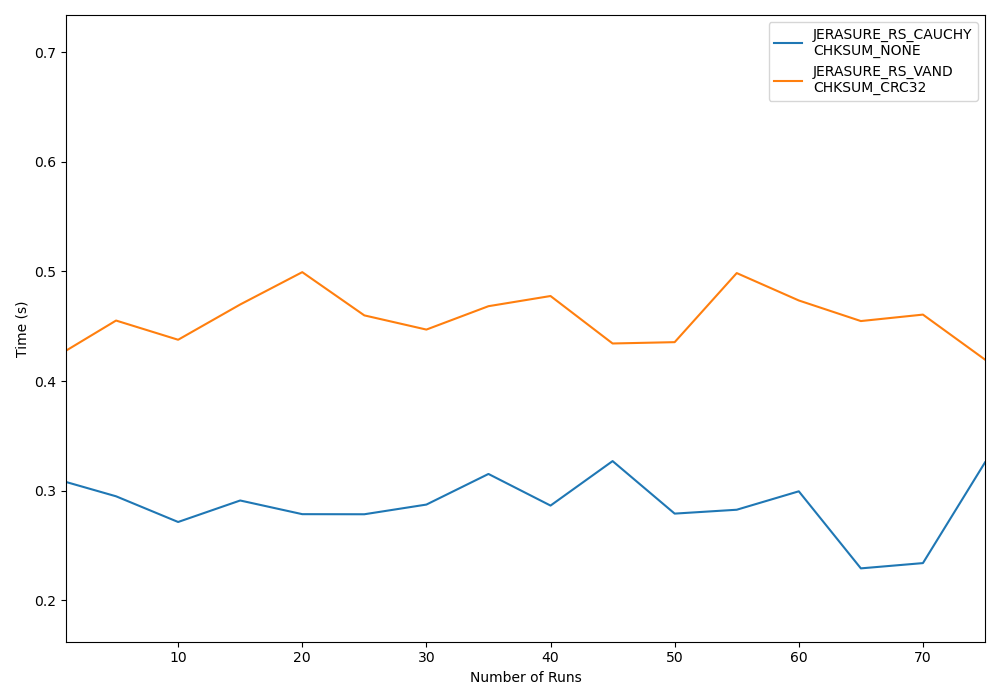 JERASURE_RS_CAUCHY
CHKSUM_NONE
JERASURE_RS_VAND
CHKSUM_CRC32
0.7
0.6
0.5
0.4
0.3
0.2
Time (s)
10 20 30 40 50 60 70
Number of Runs